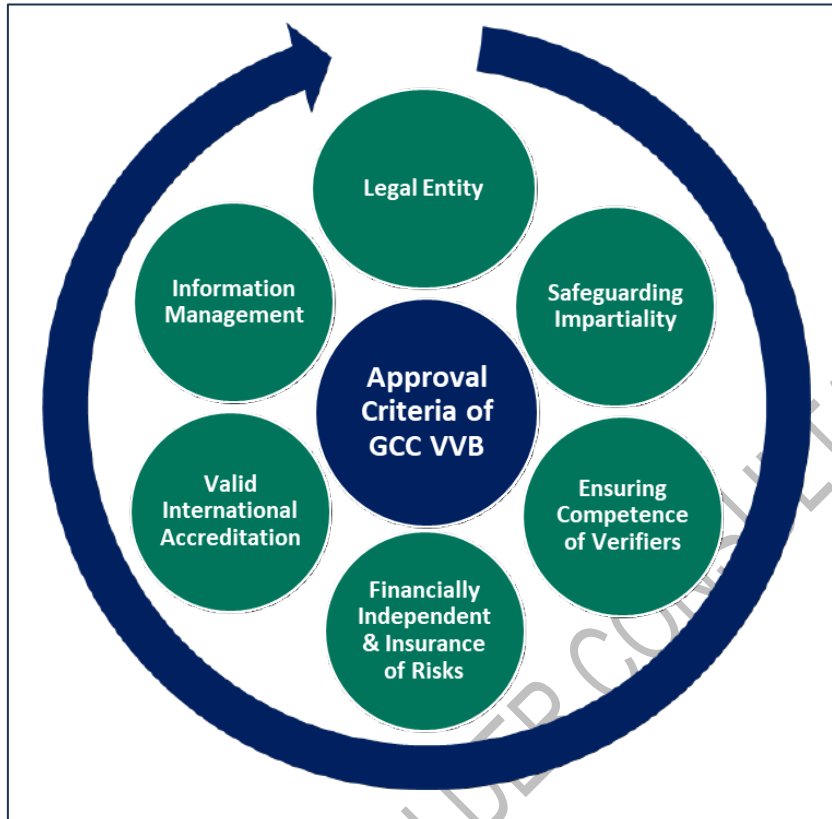 Legal Entity
Safeguarding
Impartiality
Ensuring
Competence
of Verifiers
Financially
Independent
& Insurance
of Risks
Valid
International
Accreditation
Information
Management
Approval
Criteria of
GCC VVB